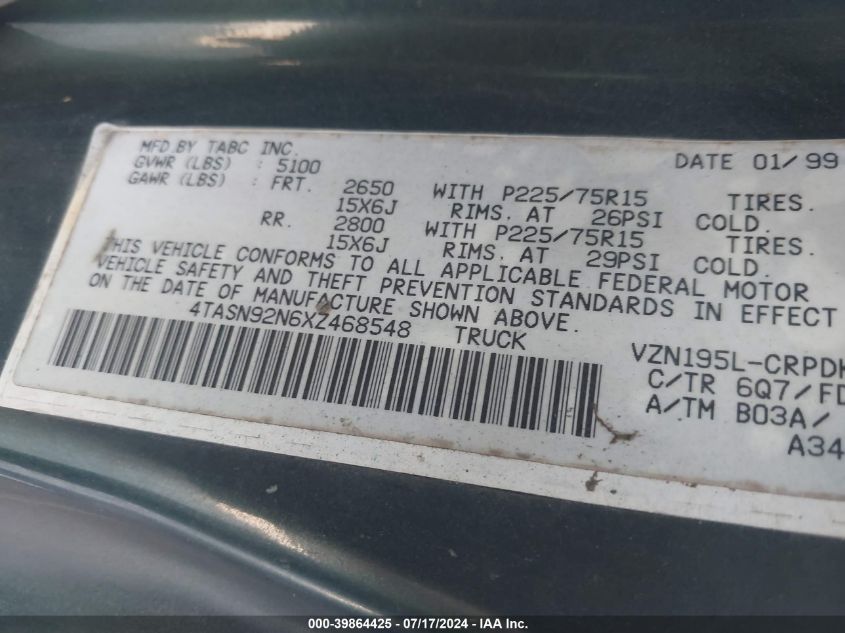 MFD.BY TABC INC. DATE 01/99
GVWR (LBS) : 5100
GAWR (LBS) : FRT. 2650 WITH P225/75R15 TIRES.
15X6J RIMS. AT 26PSI COLD.
RR. 2800 WITH P225/75R15 TIRES.
15X6J RIMS. AT 29PSI COLD.
THIS VEHICLE CONFORMS TO ALL APPLICABLE FEDERAL MOTOR
VEHICLE SAFETY AND THEFT PREVENTION STANDARDS IN EFFECT
ON THE DATE OF MANUFACTURE SHOWN ABOVE.
4TASN92N6XZ468548 TRUCK
VZN195L-CRPDK
C/TR 6Q7/FD
A/TM B03A/
A34
000-39864425 - 07/17/2024 - IAA Inc.